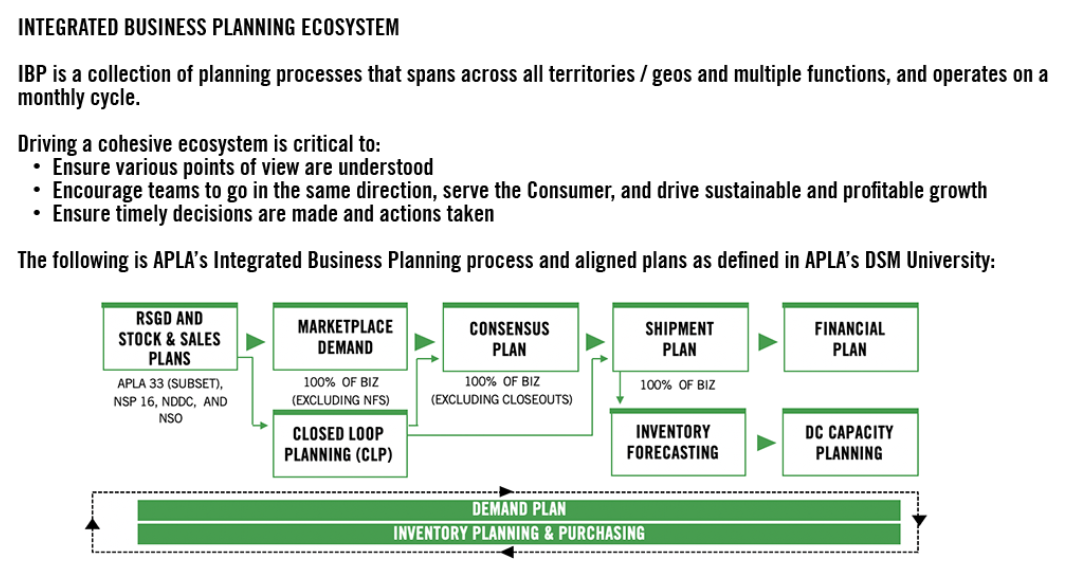 INTEGRATED BUSINESS PLANNING ECOSYSTEM
IBP is a collection of planning processes that spans across all territories / geos and multiple functions, and operates on a
monthly cycle.
Driving a cohesive ecosystem is critical to:
• Ensure various points of view are understood
• Encourage teams to go in the same direction, serve the Consumer, and drive sustainable and profitable growth
• Ensure timely decisions are made and actions taken
The following is APLA's Integrated Business Planning process and aligned plans as defined in APLA's DSM University:
RSGD AND
STOCK & SALES
PLANS
APLA 33 (SUBSET),
NSP 16, NDDC, AND
NSO
MARKETPLACE
DEMAND
100% OF BIZ
(EXCLUDING NFS)
CLOSED LOOP
PLANNING (CLP)
CONSENSUS
PLAN
100% OF BIZ
(EXCLUDING CLOSEOUTS)
SHIPMENT
PLAN
100% OF BIZ
INVENTORY
FORECASTING
FINANCIAL
PLAN
DC CAPACITY
PLANNING
DEMAND PLAN
INVENTORY PLANNING & PURCHASING